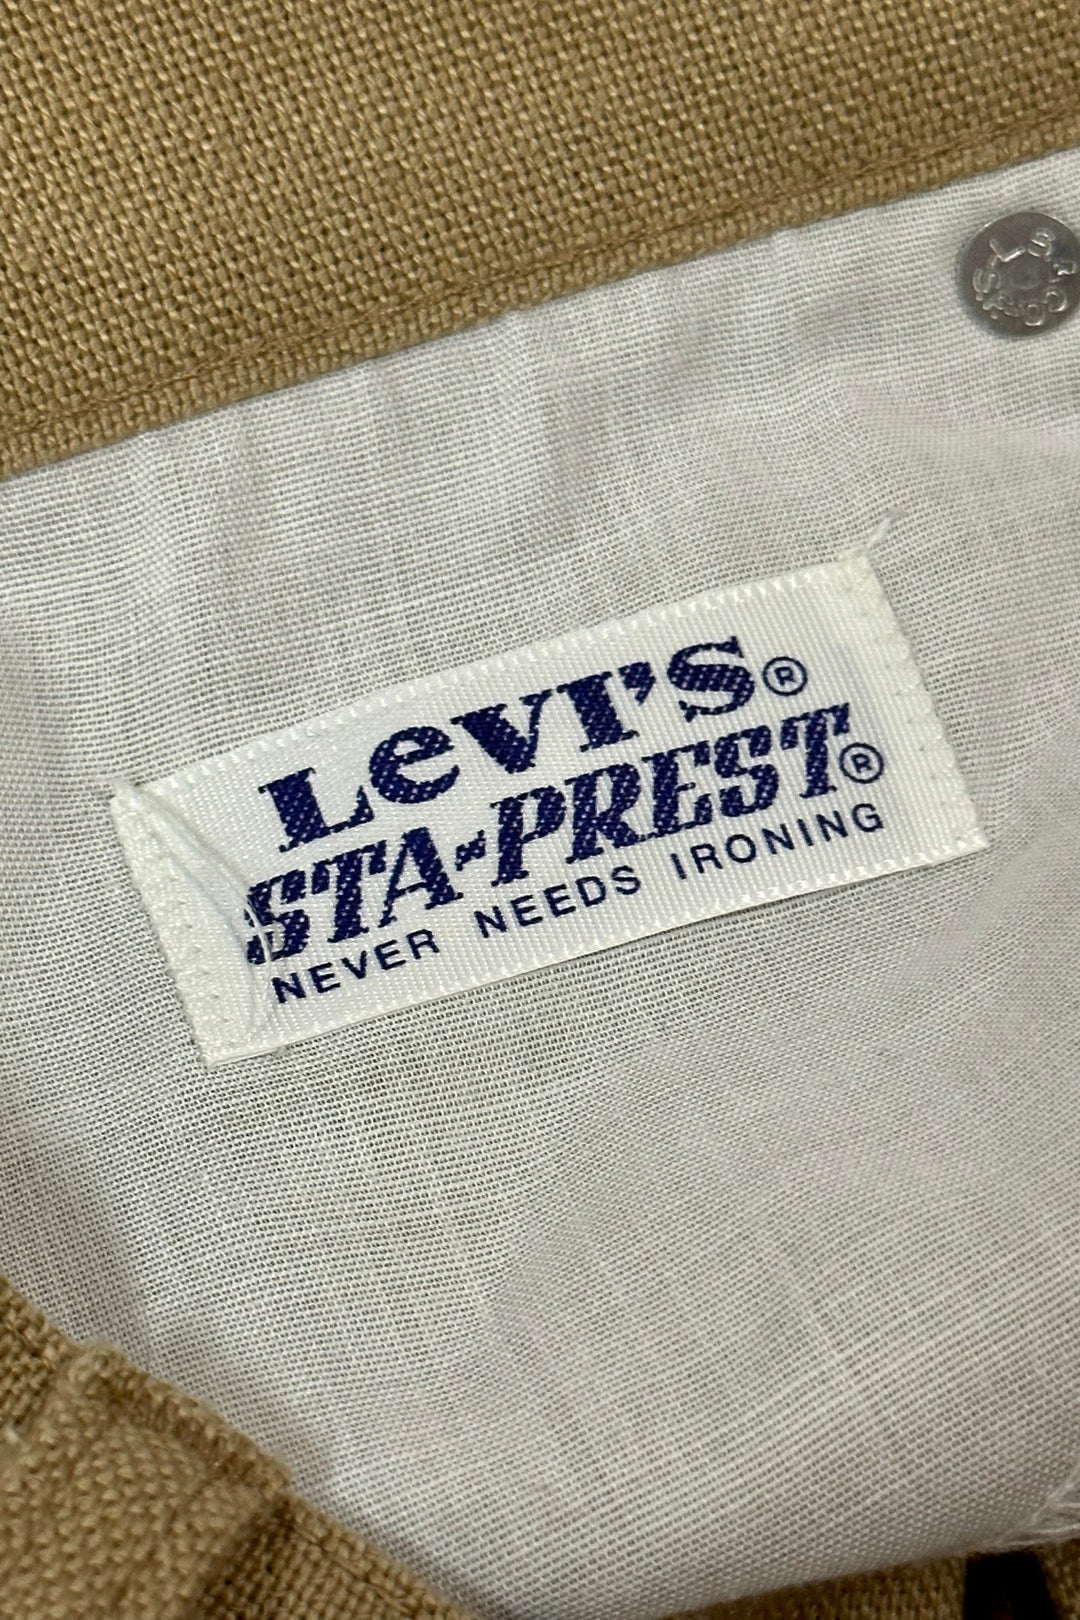 Levi's®
STA-PREST®
NEVER NEEDS IRONING